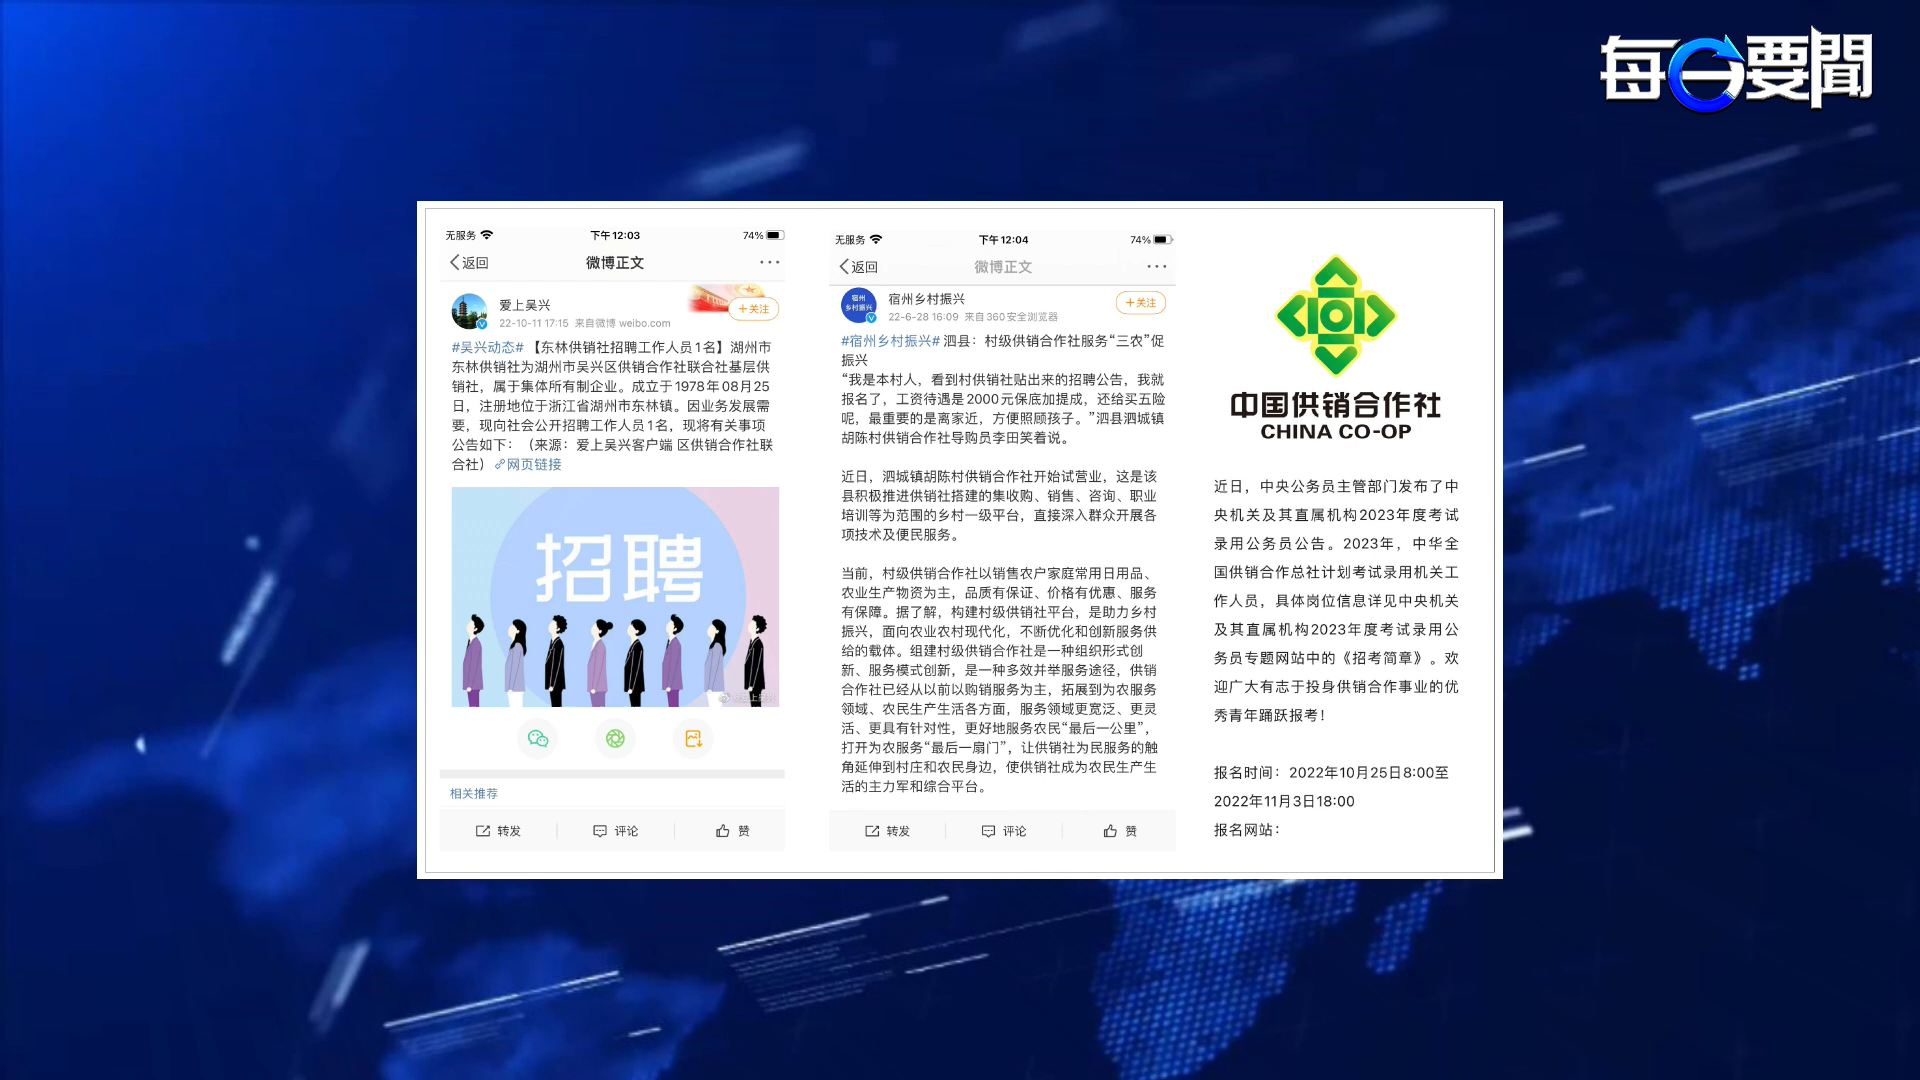 每日要聞
无服务 下午12:03 74%
返回 微博正文
爱上吴兴
+关注
22-10-11 17:15 来自微博 weibo.com
#吴兴动态# 【东林供销社招聘工作人员1名】湖州市
东林供销社为湖州市吴兴区供销合作社联合社基层供
销社，属于集体所有制企业。成立于1978年08月25
日，注册地位于浙江省湖州市东林镇。因业务发展需
要，现向社会公开招聘工作人员1名，现将有关事项
公告如下：（来源：爱上吴兴客户端 区供销合作社联
合社）网页链接
招聘
相关推荐
转发 评论 赞
无服务 下午12:04 74%
返回 微博正文
宿州
乡村振兴
宿州乡村振兴
+关注
22-6-28 16:09 来自360安全浏览器
#宿州乡村振兴# 泗县：村级供销合作社服务“三农”促
振兴
“我是本村人，看到村供销社贴出来的招聘公告，我就
报名了，工资待遇是2000元保底加提成，还给买五险
呢，最重要的是离家近，方便照顾孩子。”泗县泗城镇
胡陈村供销合作社导购员李田笑着说。
近日，泗城镇胡陈村供销合作社开始试营业，这是该
县积极推进供销社搭建的集收购、销售、咨询、职业
培训等为范围的乡村一级平台，直接深入群众开展各
项技术及便民服务。
当前，村级供销合作社以销售农户家庭常用日用品、
农业生产物资为主，品质有保证、价格有优惠、服务
有保障。据了解，构建村级供销社平台，是助力乡村
振兴，面向农业农村现代化，不断优化和创新服务供
给的载体。组建村级供销合作社是一种组织形式创
新、服务模式创新，是一种多效并举服务途径，供销
合作社已经从以前以购销服务为主，拓展到为农服务
领域、农民生产生活各方面，服务领域更宽泛、更灵
活、更具有针对性，更好地服务农民“最后一公里”，
打开为农服务“最后一扇门”，让供销社为民服务的触
角延伸到村庄和农民身边，使供销社成为农民生产生
活的主力军和综合平台。
转发 评论 赞
中国供销合作社
CHINA CO-OP
近日，中央公务员主管部门发布了中
央机关及其直属机构2023年度考试
录用公务员公告。2023年，中华全
国供销合作总社计划考试录用机关工
作人员，具体岗位信息详见中央机关
及其直属机构2023年度考试录用公
务员专题网站中的《招考简章》。欢
迎广大有志于投身供销合作事业的优
秀青年踊跃报考！
报名时间：2022年10月25日8:00至
2022年11月3日18:00
报名网站：